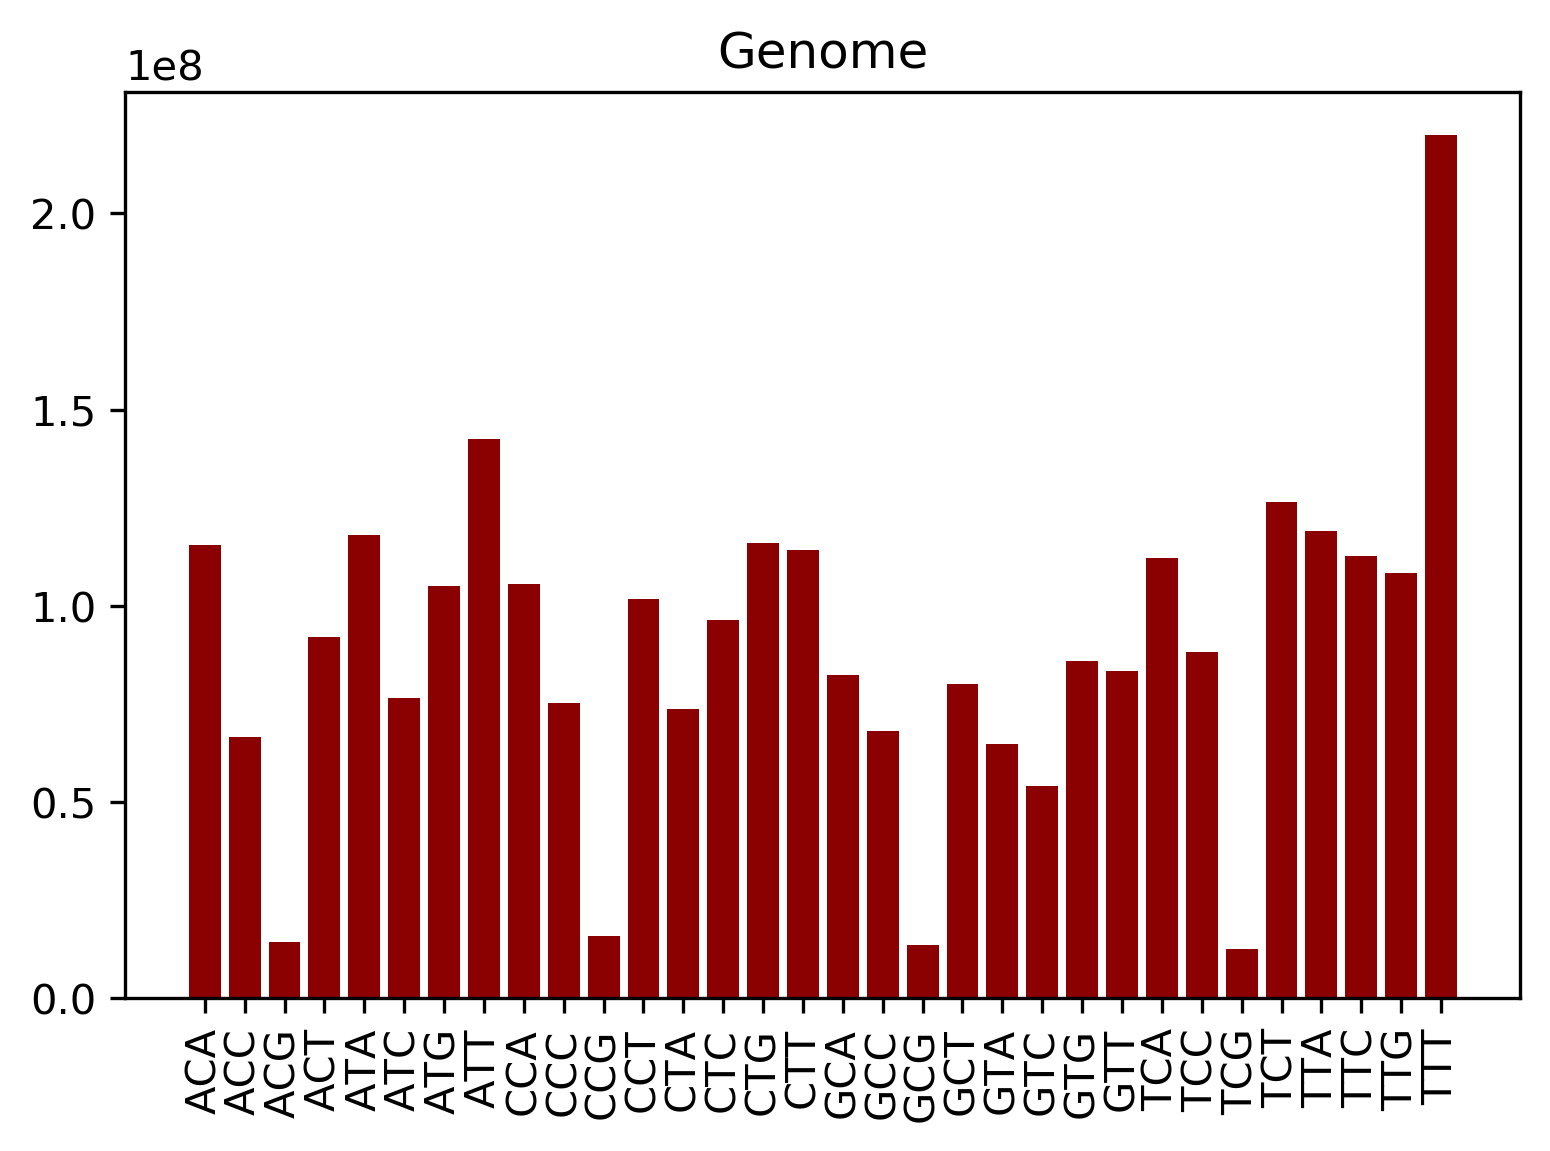 Genome
1e8
2.0
1.5
1.0
0.5
0.0
ACA
ACC
ACG
ACT
ATA
ATC
ATG
ATT
CCA
CCC
CCG
CCT
CTA
CTC
CTG
CTT
GCA
GCC
GCG
GCT
GTA
GTC
GTG
GTT
TCA
TCC
TCG
TCT
TTA
TTC
TTG
TTT